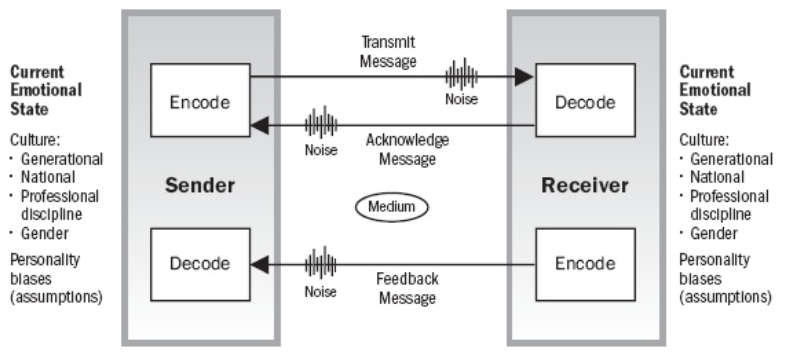 Current
Emotional
State
Culture:
· Generational
· National
· Professional
discipline
· Gender
Personality
biases
(assumptions)
Encode
Sender
Decode
Transmit
Message
Noise
Noise
Acknowledge
Message
Medium
Noise
Feedback
Message
Decode
Receiver
Encode
Current
Emotional
State
Culture:
· Generational
· National
· Professional
discipline
· Gender
Personality
biases
(assumptions)